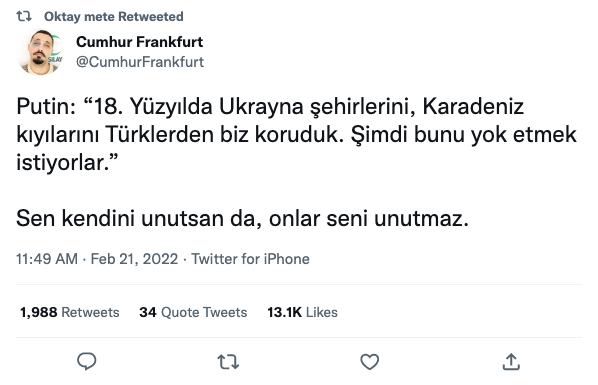 Oktay mete Retweeted
Cumhur Frankfurt
SILAY
@CumhurFrankfurt
Putin: “18. Yüzyılda Ukrayna şehirlerini, Karadeniz
kıyılarını Türklerden biz koruduk. Şimdi bunu yok etmek
istiyorlar.”
Sen kendini unutsan da, onlar seni unutmaz.
11:49 AM · Feb 21, 2022 · Twitter for iPhone
1,988 Retweets 34 Quote Tweets 13.1K Likes